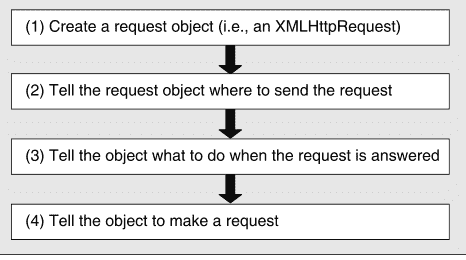 (1) Create a request object (i.e., an XMLHttpRequest)
(2) Tell the request object where to send the request
(3) Tell the object what to do when the request is answered
(4) Tell the object to make a request